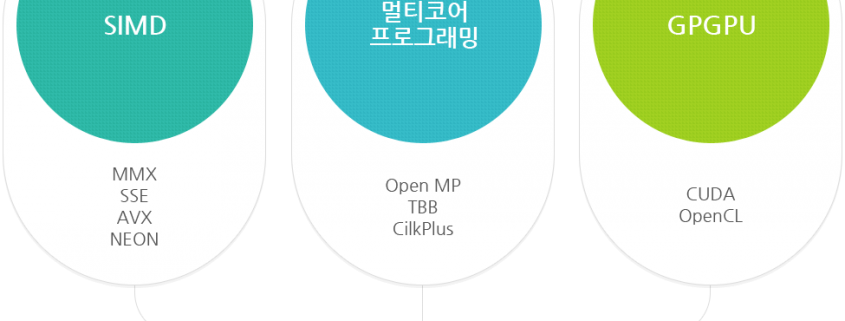 SIMD
MMX
SSE
AVX
NEON
멀티코어
프로그래밍
Open MP
TBB
CilkPlus
GPGPU
CUDA
OpenCL